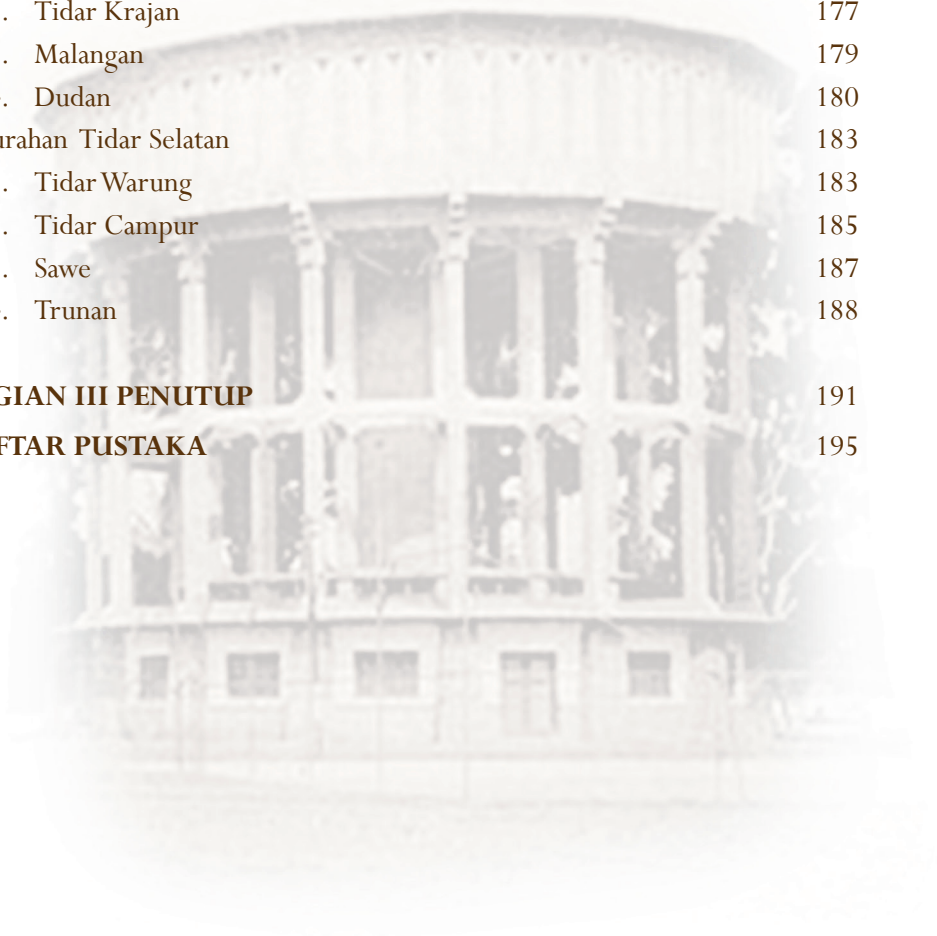 . Tidar Krajan 177
. Malangan 179
. Dudan 180
urahan Tidar Selatan 183
. Tidar Warung 183
. Tidar Campur 185
. Sawe 187
. Trunan 188
GIAN III PENUTUP 191
FTAR PUSTAKA 195